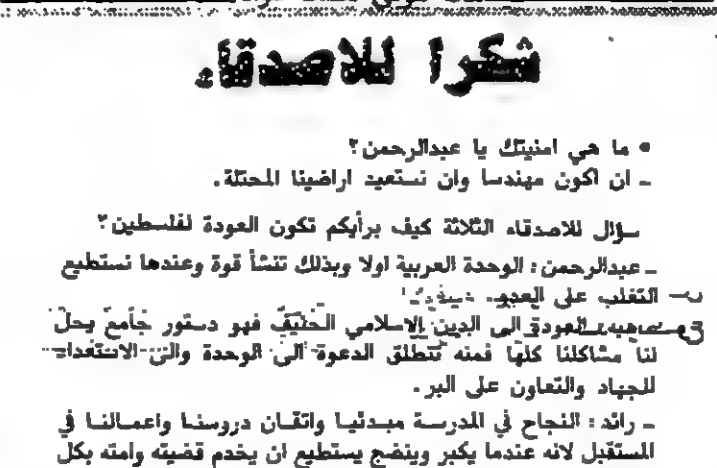 شكرا للاصدقاء
• ما هي امنيتك يا عبدالرحمن؟
ـ ان اكون مهندسا وان نستعيد اراضينا المحتلة.
سؤال للاصدقاء الثلاثة كيف برأيكم تكون العودة لفلسطين؟
ـ عبدالرحمن: الوحدة العربية اولا وبذلك تنشأ قوة وعندها نستطيع
التغلب على العدو.
العودة الى الدين الاسلامي الحنيف فهو دستور جامع يحل
لنا مشاكلنا كلها فمنه تنطلق الدعوة الى الوحدة والى الاستعداد
للجهاد والتعاون على البر.
ـ رائد: النجاح في المدرسة مبدئيا واتقان دروسنا واعمالنا في
المستقبل لانه عندما يكبر وينضج يستطيع ان يخدم قضيته وامته بكل